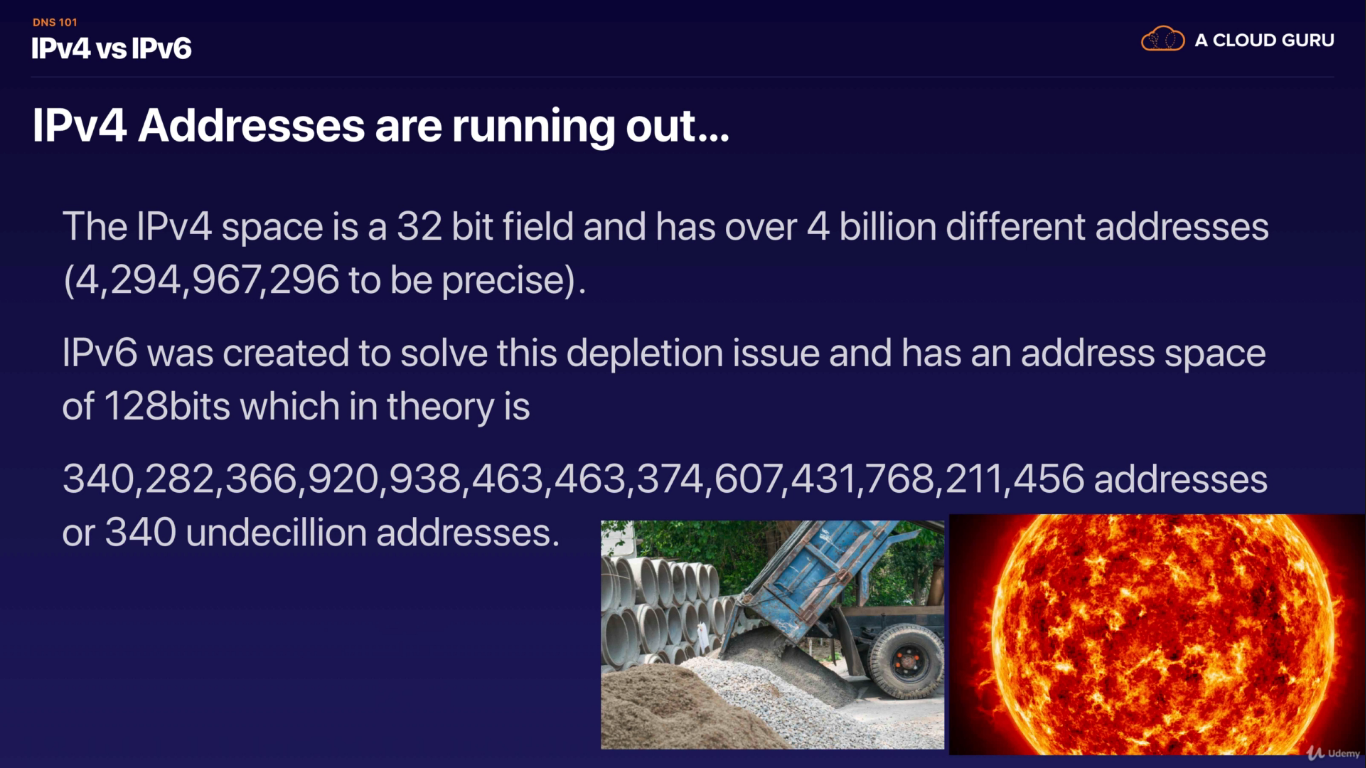 DNS 101
IPv4 vs IPv6
A CLOUD GURU
IPv4 Addresses are running out...
The IPv4 space is a 32 bit field and has over 4 billion different addresses
(4,294,967,296 to be precise).
IPv6 was created to solve this depletion issue and has an address space
of 128bits which in theory is
340,282,366,920,938,463,463,374,607,431,768,211,456 addresses
or 340 undecillion addresses.
Udemy